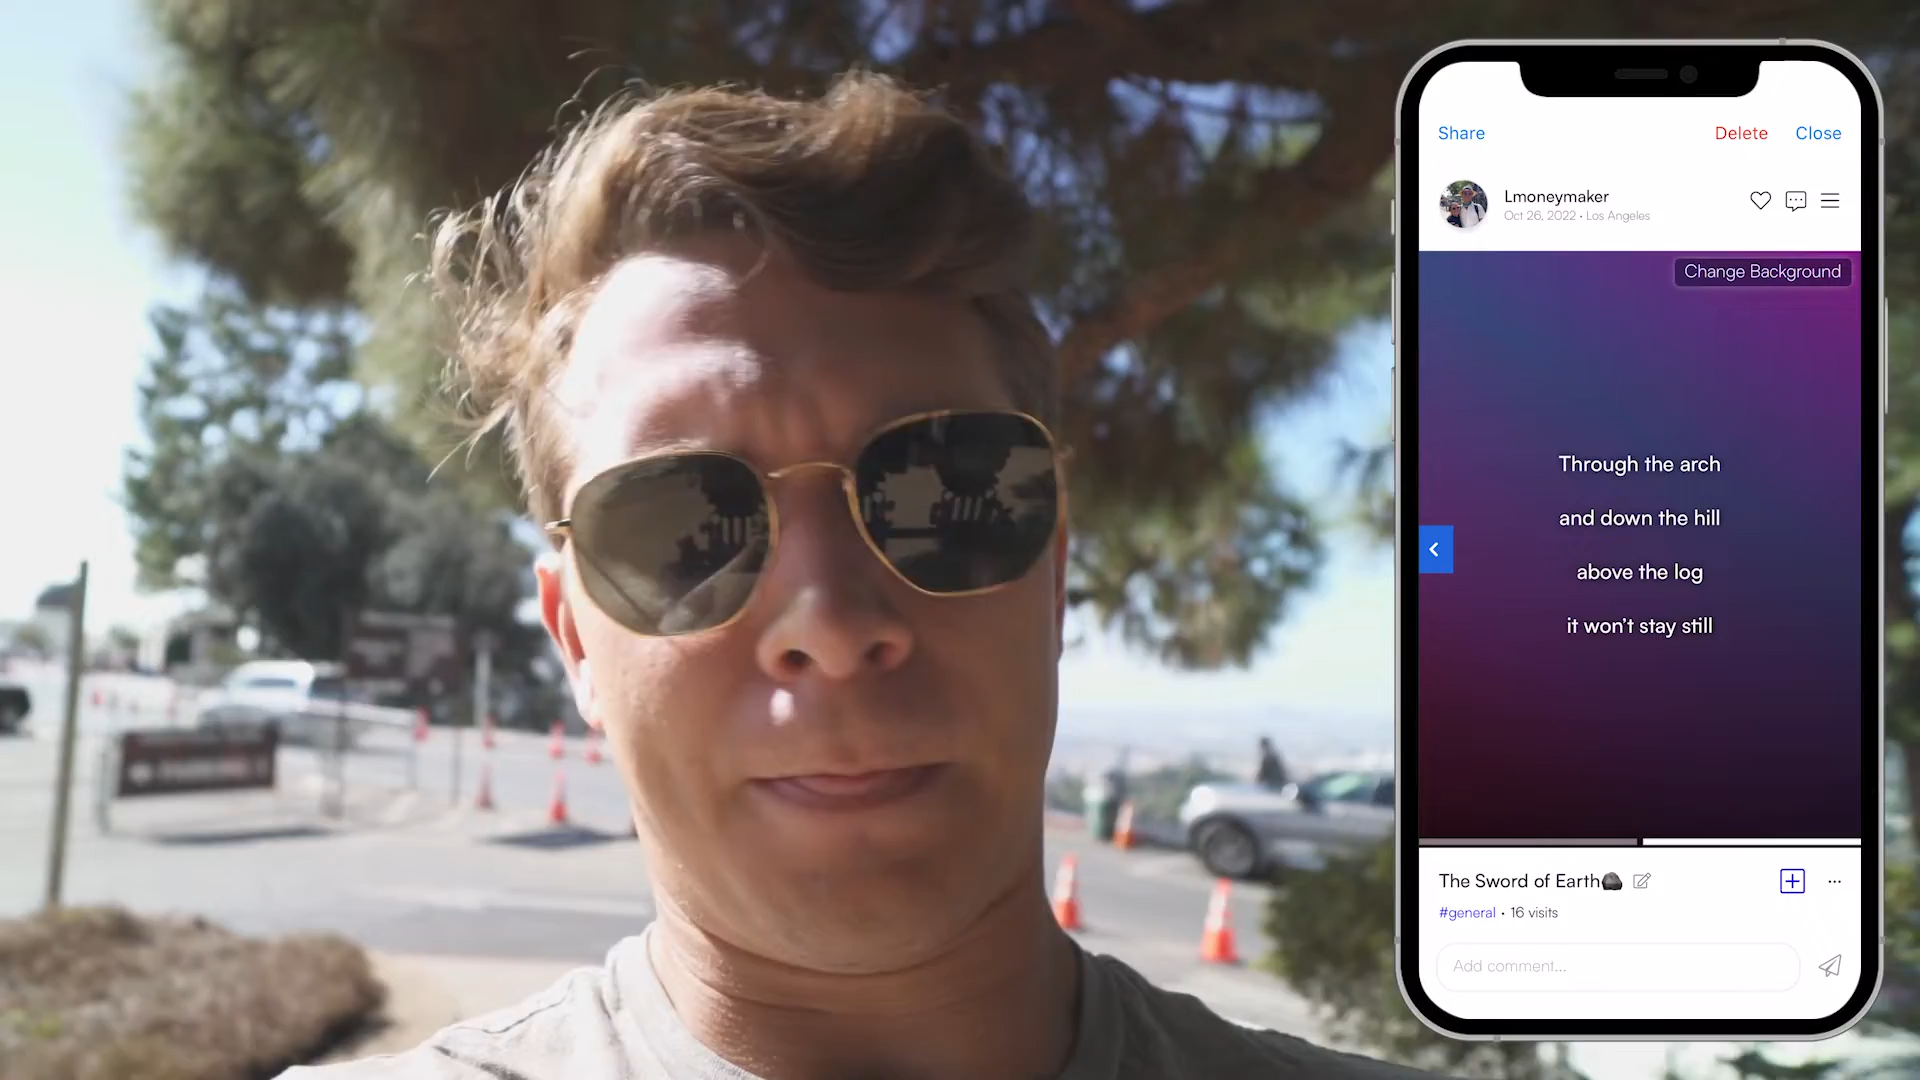 Share Delete Close
Lmoneymaker
Oct 26, 2022 • Los Angeles
Change Background
Through the arch
and down the hill
above the log
it won't stay still
The Sword of Earth
#general • 16 visits
Add comment...